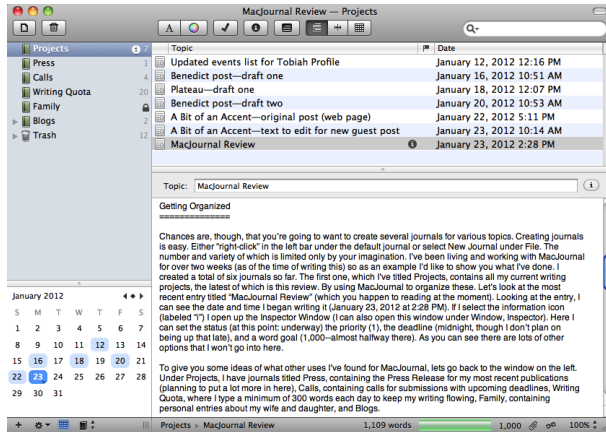 MacJournal Review — Projects
A
Q
Projects 7
Press 1
Calls 4
Writing Quota 20
Family
Blogs 2
Trash 12
Topic Date
Updated events list for Tobiah Profile January 12, 2012 12:16 PM
Benedict post—draft one January 16, 2012 10:51 AM
Plateau—draft one January 18, 2012 12:07 PM
Benedict post—draft two January 20, 2012 10:53 AM
A Bit of an Accent—original post (web page) January 22, 2012 5:11 PM
A Bit of an Accent—text to edit for new guest post January 23, 2012 10:14 AM
MacJournal Review January 23, 2012 2:28 PM
Topic: MacJournal Review
Getting Organized
==============
Chances are, though, that you're going to want to create several journals for various topics. Creating journals
is easy. Either "right-click" in the left bar under the default journal or select New Journal under File. The
number and variety of which is limited only by your imagination. I've been living and working with MacJournal
for over two weeks (as of the time of writing this) so as an example I'd like to show you what I've done. I
created a total of six journals so far. The first one, which I've titled Projects, contains all my current writing
projects, the latest of which is this review. By using MacJournal to organize these. Let's look at the most
recent entry titled "MacJournal Review" (which you happen to reading at the moment). Looking at the entry, I
can see the date and time I began writing it (January 23, 2012 at 2:28 PM). If I select the information icon
(labeled "i") I open up the Inspector Window (I can also open this window under Window, Inspector). Here I
can set the status (at this point: underway) the priority (1), the deadline (midnight, though I don't plan on
being up that late), and a word goal (1,000--almost halfway there). As you can see there are lots of other
options that I won't go into here.
To give you some ideas of what other uses I've found for MacJournal, lets go back to the window on the left.
Under Projects, I have journals titled Press, containing the Press Release for my most recent publications
(planning to put a lot more in here), Calls, containing calls for submissions with upcoming deadlines, Writing
Quota, where I type a minimum of 300 words each day to keep my writing flowing, Family, containing
personal entries about my wife and daughter, and Blogs.
January 2012
S M T W T F S
1 2 3 4 5 6 7
8 9 10 11 12 13 14
15 16 17 18 19 20 21
22 23 24 25 26 27 28
29 30 31
Projects ▸ MacJournal Review 1,109 words 1,000 100%